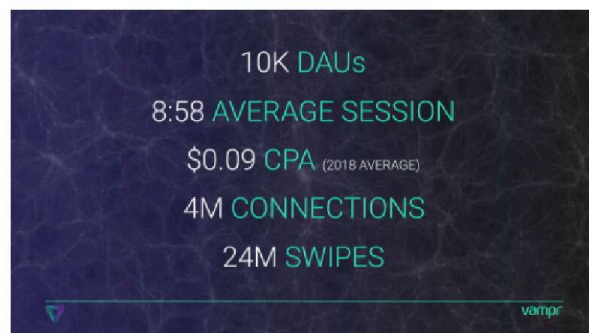 10K DAUs
8:58 AVERAGE SESSION
$0.09 CPA (2018 AVERAGE)
4M CONNECTIONS
24M SWIPES
vampr